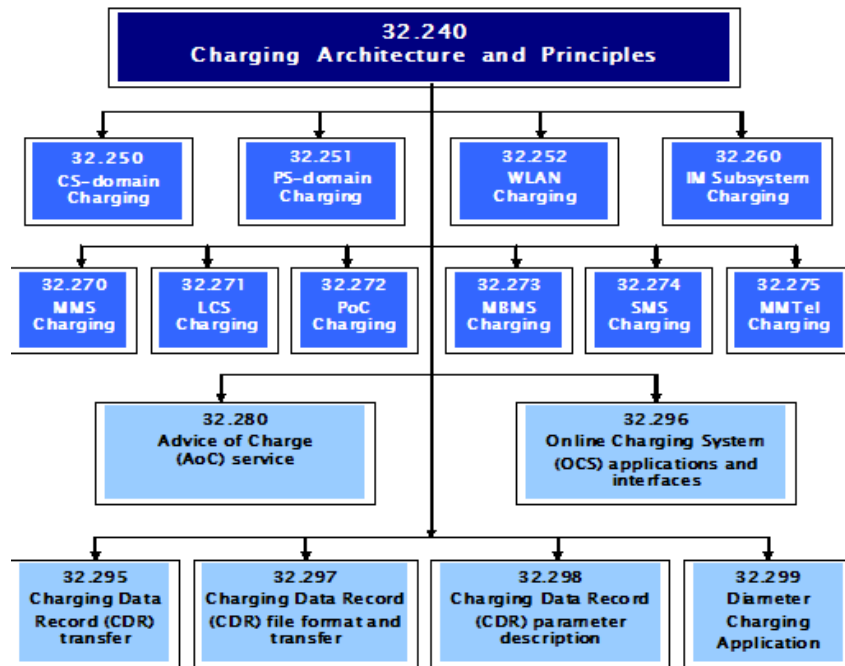 32.240
Charging Architecture and Principles
32.250
CS-domain
Charging
32.251
PS-domain
Charging
32.252
WLAN
Charging
32.260
IM Subsystem
Charging
32.270
MMS
Charging
32.271
LCS
Charging
32.272
PoC
Charging
32.273
MBMS
Charging
32.274
SMS
Charging
32.275
MMTel
Charging
32.280
Advice of Charge
(AoC) service
32.296
Online Charging System
(OCS) applications and
interfaces
32.295
Charging Data
Record (CDR)
transfer
32.297
Charging Data Record
(CDR) file format and
transfer
32.298
Charging Data Record
(CDR) parameter
description
32.299
Diameter
Charging
Application